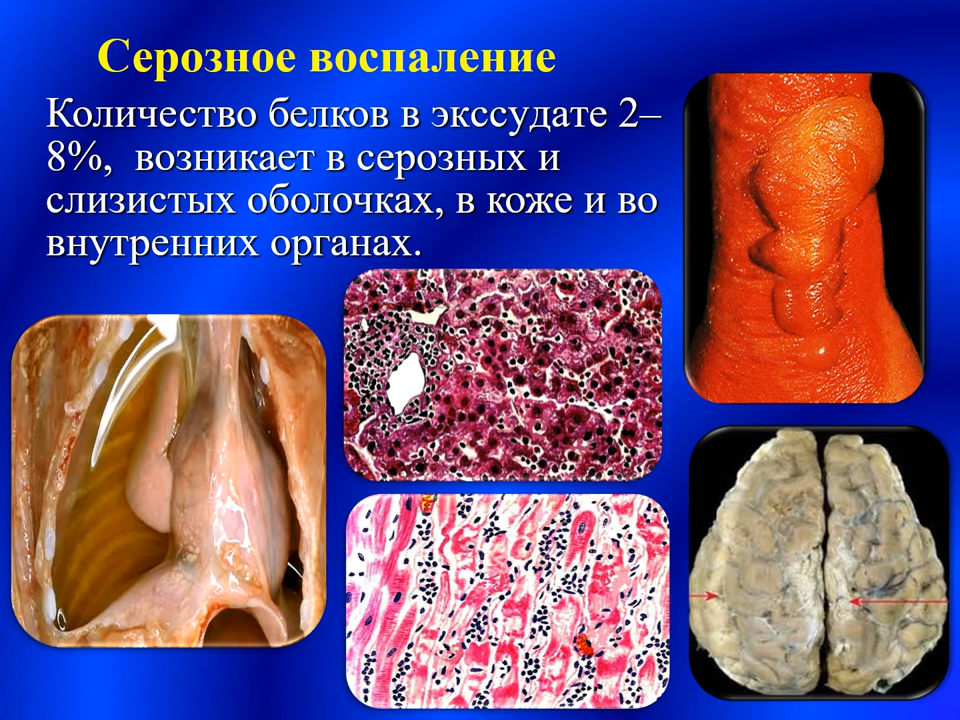 Серозное воспаление
Количество белков в экссудате 2–
8%,  возникает в серозных и
слизистых оболочках, в коже и во
внутренних органах.